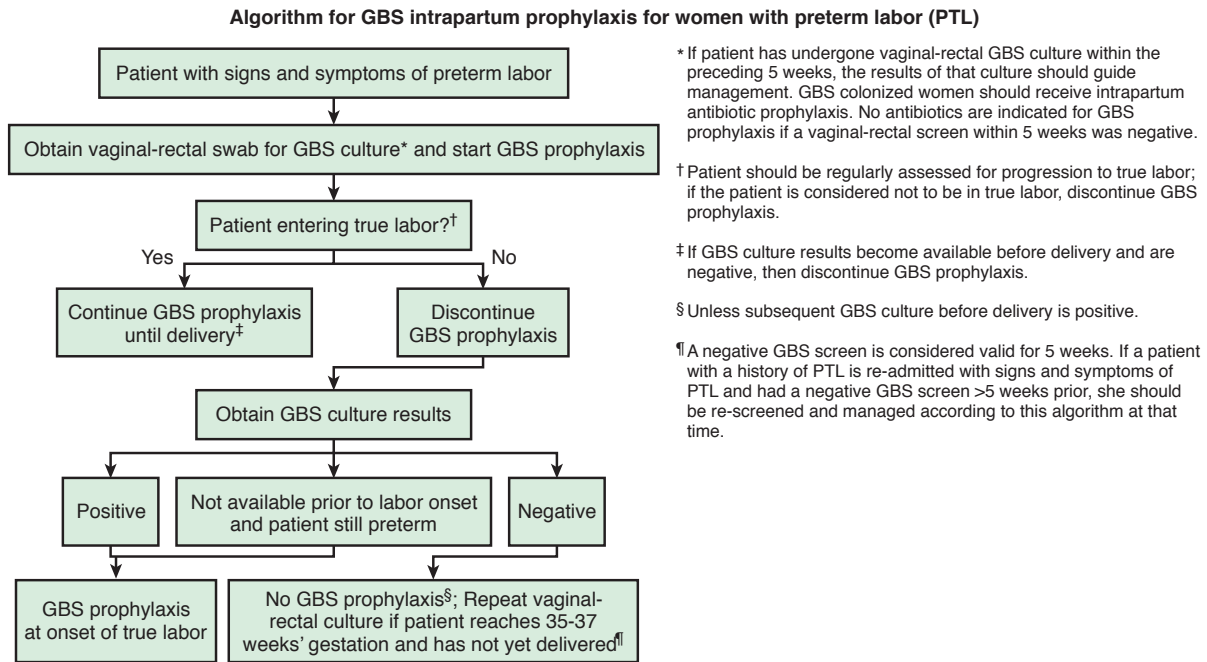 Algorithm for GBS intrapartum prophylaxis for women with preterm labor (PTL)
Patient with signs and symptoms of preterm labor
Obtain vaginal-rectal swab for GBS culture* and start GBS prophylaxis
Patient entering true labor?†
Yes
No
Continue GBS prophylaxis
until delivery‡
Discontinue
GBS prophylaxis
Obtain GBS culture results
Positive
Not available prior to labor onset
and patient still preterm
Negative
GBS prophylaxis
at onset of true labor
No GBS prophylaxis§; Repeat vaginal-
rectal culture if patient reaches 35-37
weeks’ gestation and has not yet delivered¶
* If patient has undergone vaginal-rectal GBS culture within the
preceding 5 weeks, the results of that culture should guide
management. GBS colonized women should receive intrapartum
antibiotic prophylaxis. No antibiotics are indicated for GBS
prophylaxis if a vaginal-rectal screen within 5 weeks was negative.
† Patient should be regularly assessed for progression to true labor;
if the patient is considered not to be in true labor, discontinue GBS
prophylaxis.
‡ If GBS culture results become available before delivery and are
negative, then discontinue GBS prophylaxis.
§ Unless subsequent GBS culture before delivery is positive.
¶ A negative GBS screen is considered valid for 5 weeks. If a patient
with a history of PTL is re-admitted with signs and symptoms of
PTL and had a negative GBS screen >5 weeks prior, she should
be re-screened and managed according to this algorithm at that
time.